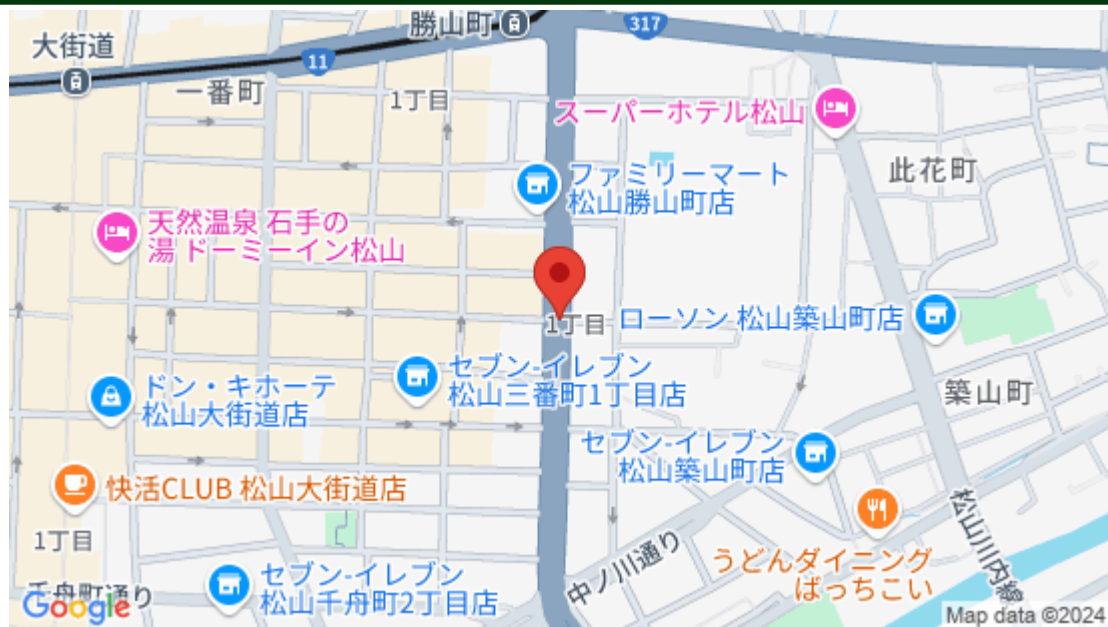 勝山町
317
大街道
11
一番町
1丁目
スーパーホテル松山
ファミリーマート
松山勝山町店
此花町
天然温泉 石手の
湯 ドーミーイン松山
1丁目
ローソン 松山築山町店
セブン-イレブン
松山三番町1丁目店
ドン・キホーテ
松山大街道店
築山町
セブン-イレブン
松山築山町店
快活CLUB 松山大街道店
松山川内線
1丁目
中ノ川通り
うどんダイニング
ばっちこい
セブン-イレブン
松山千舟町2丁目店
千舟町通り
Google
Map data ©2024